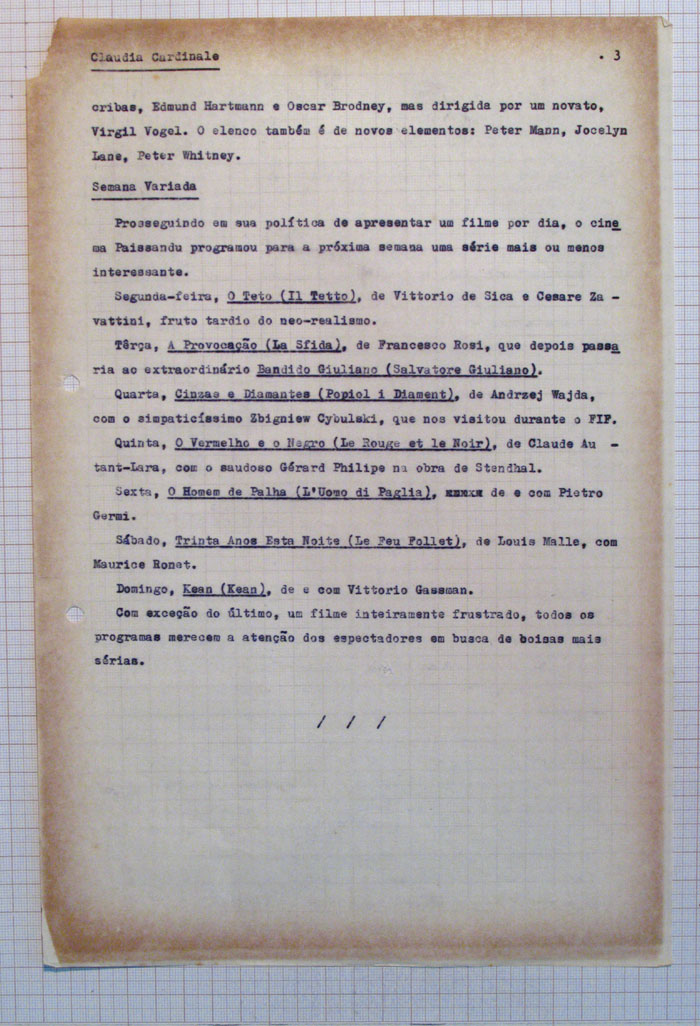 Claudia Cardinale . 3
cribas, Edmund Hartmann e Oscar Brodney, mas dirigida por um novato,
Virgil Vogel. O elenco também é de novos elementos: Peter Mann, Jocelyn
Lane, Peter Whitney.
Semana Variada
Prosseguindo em sua política de apresentar um filme por dia, o cine
ma Paissandu programou para a próxima semana uma série mais ou menos
interessante.
Segunda-feira, O Teto (Il Tetto), de Vittorio de Sica e Cesare Za -
vattini, fruto tardio do neo-realismo.
Têrça, A Provocação (La Sfida), de Francesco Rosi, que depois passa
ria ao extraordinário Bandido Giuliano (Salvatore Giuliano).
Quarta, Cinzas e Diamantes (Popiol i Diament), de Andrzej Wajda,
com o simpaticíssimo Zbigniew Cybulski, que nos visitou durante o FIF.
Quinta, O Vermelho e o Negro (Le Rouge et le Noir), de Claude Au -
tant-Lara, com o saudoso Gérard Philipe na obra de Stendhal.
Sexta, O Homem de Palha (L'Uomo di Paglia), de e com Pietro
Germi.
Sábado, Trinta Anos Esta Noite (Le Feu Follet), de Louis Malle, com
Maurice Ronet.
Domingo, Kean (Kean), de e com Vittorio Gassman.
Com exceção do último, um filme inteiramente frustrado, todos os
programas merecem a atenção dos espectadores em busca de boisas mais
sérias.
/ / /